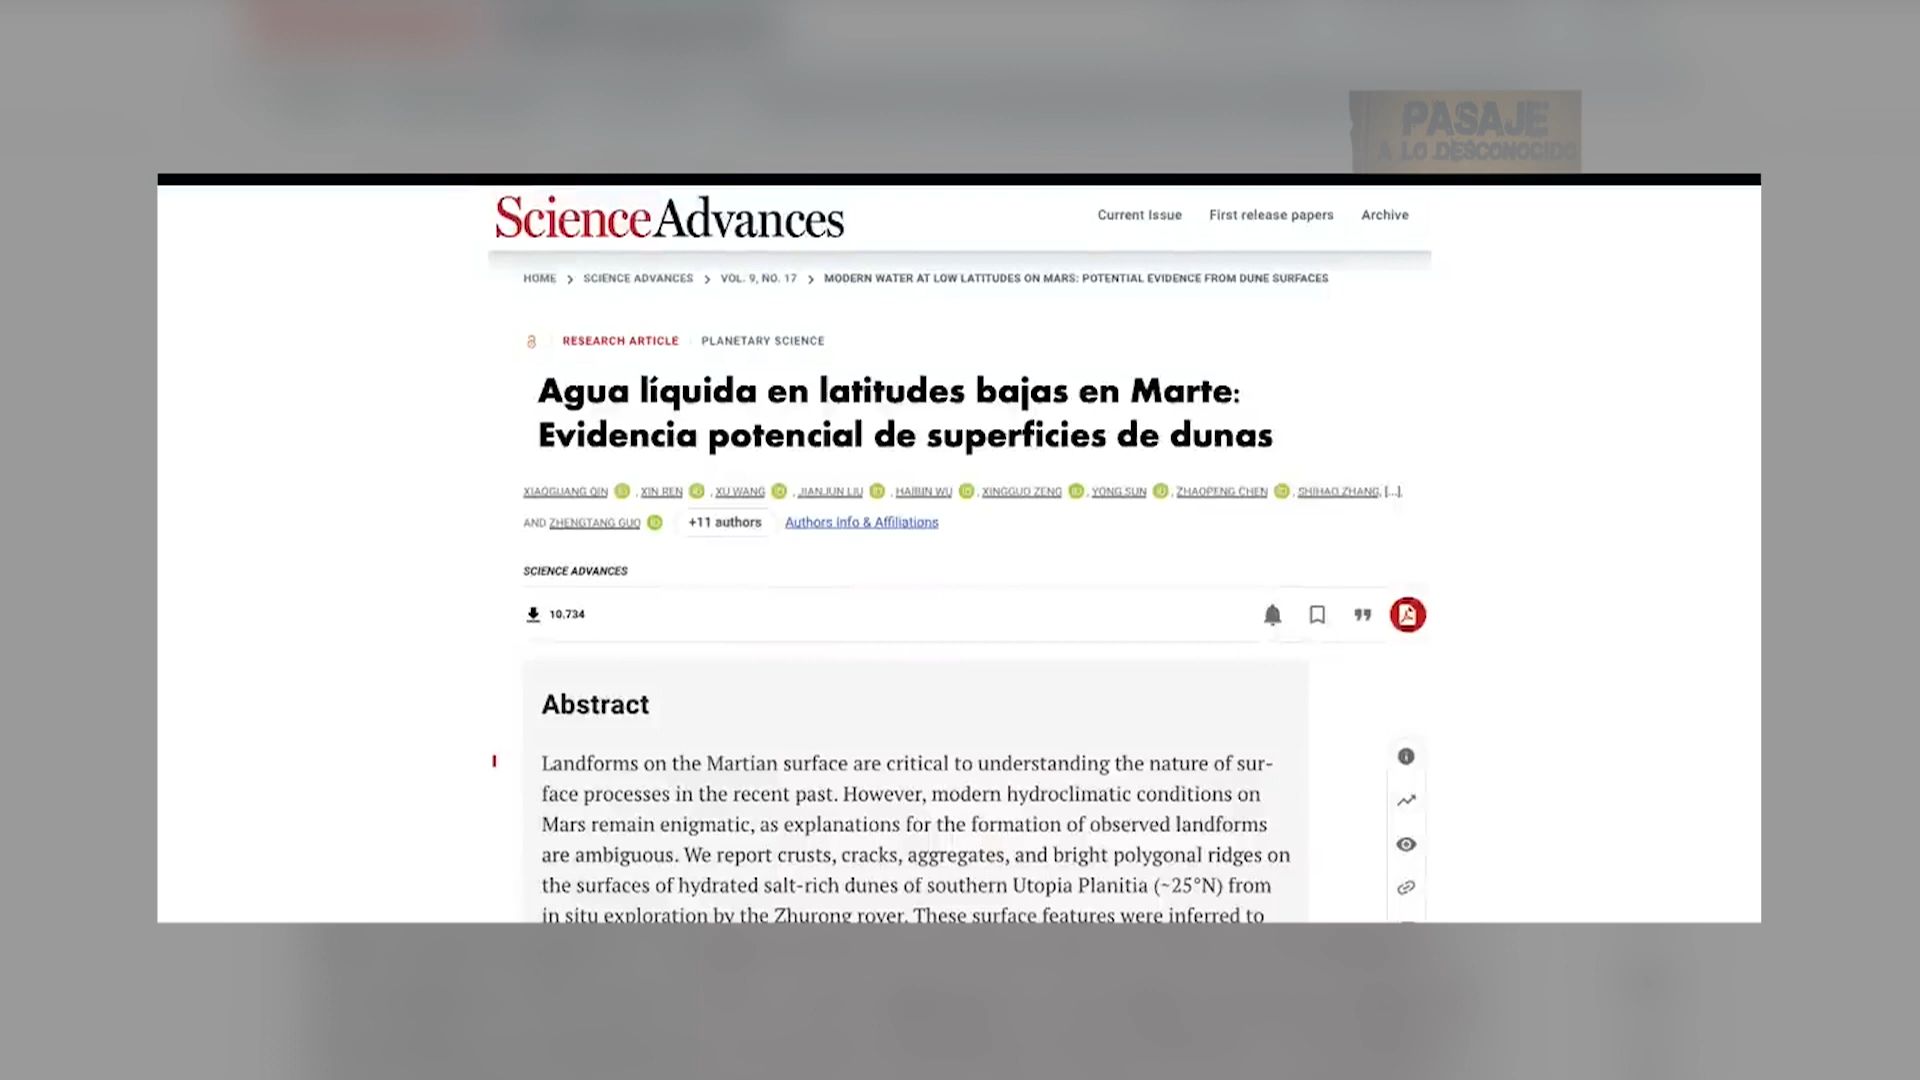 PASAJE
A LO DESCONOCIDO
ScienceAdvances
Current Issue First release papers Archive
HOME > SCIENCE ADVANCES > VOL. 9, NO. 17 > MODERN WATER AT LOW LATITUDES ON MARS: POTENTIAL EVIDENCE FROM DUNE SURFACES
RESEARCH ARTICLE PLANETARY SCIENCE
Agua líquida en latitudes bajas en Marte:
Evidencia potencial de superficies de dunas
XIAOGUANG QIN, XIN REN, XU WANG, JIANJUN LIU, HAIBIN WU, XINGGUO ZENG, YONG SUN, ZHAOPENG CHEN, SHIHAO ZHANG, [...],
AND ZHENGTANG GUO +11 authors Authors Info & Affiliations
SCIENCE ADVANCES
10,734
Abstract
Landforms on the Martian surface are critical to understanding the nature of sur-
face processes in the recent past. However, modern hydroclimatic conditions on
Mars remain enigmatic, as explanations for the formation of observed landforms
are ambiguous. We report crusts, cracks, aggregates, and bright polygonal ridges on
the surfaces of hydrated salt-rich dunes of southern Utopia Planitia (~25°N) from
in situ exploration by the Zhurong rover. These surface features were inferred to